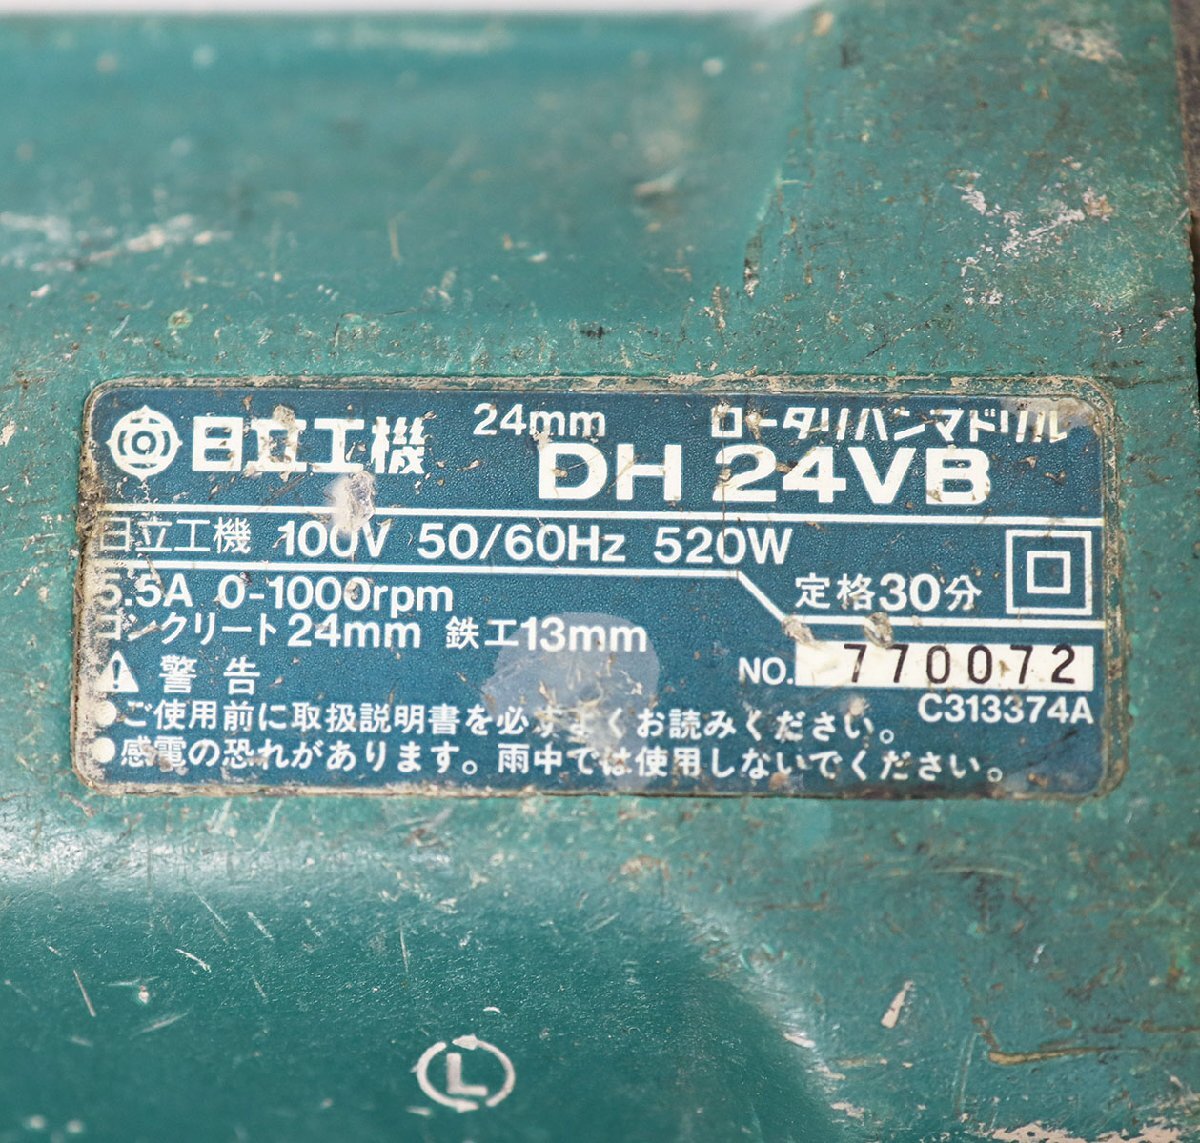 日立工機 24mm ロータリハンマドリル
DH 24VB
日立工機 100V 50/60Hz 520W
5.5A 0-1000rpm 定格30分
コンクリート24mm 鉄工13mm
NO. 770072
警告
C313374A
●ご使用前に取扱説明書を必ずよくお読みください。
●感電の恐れがあります。雨中では使用しないでください。
L